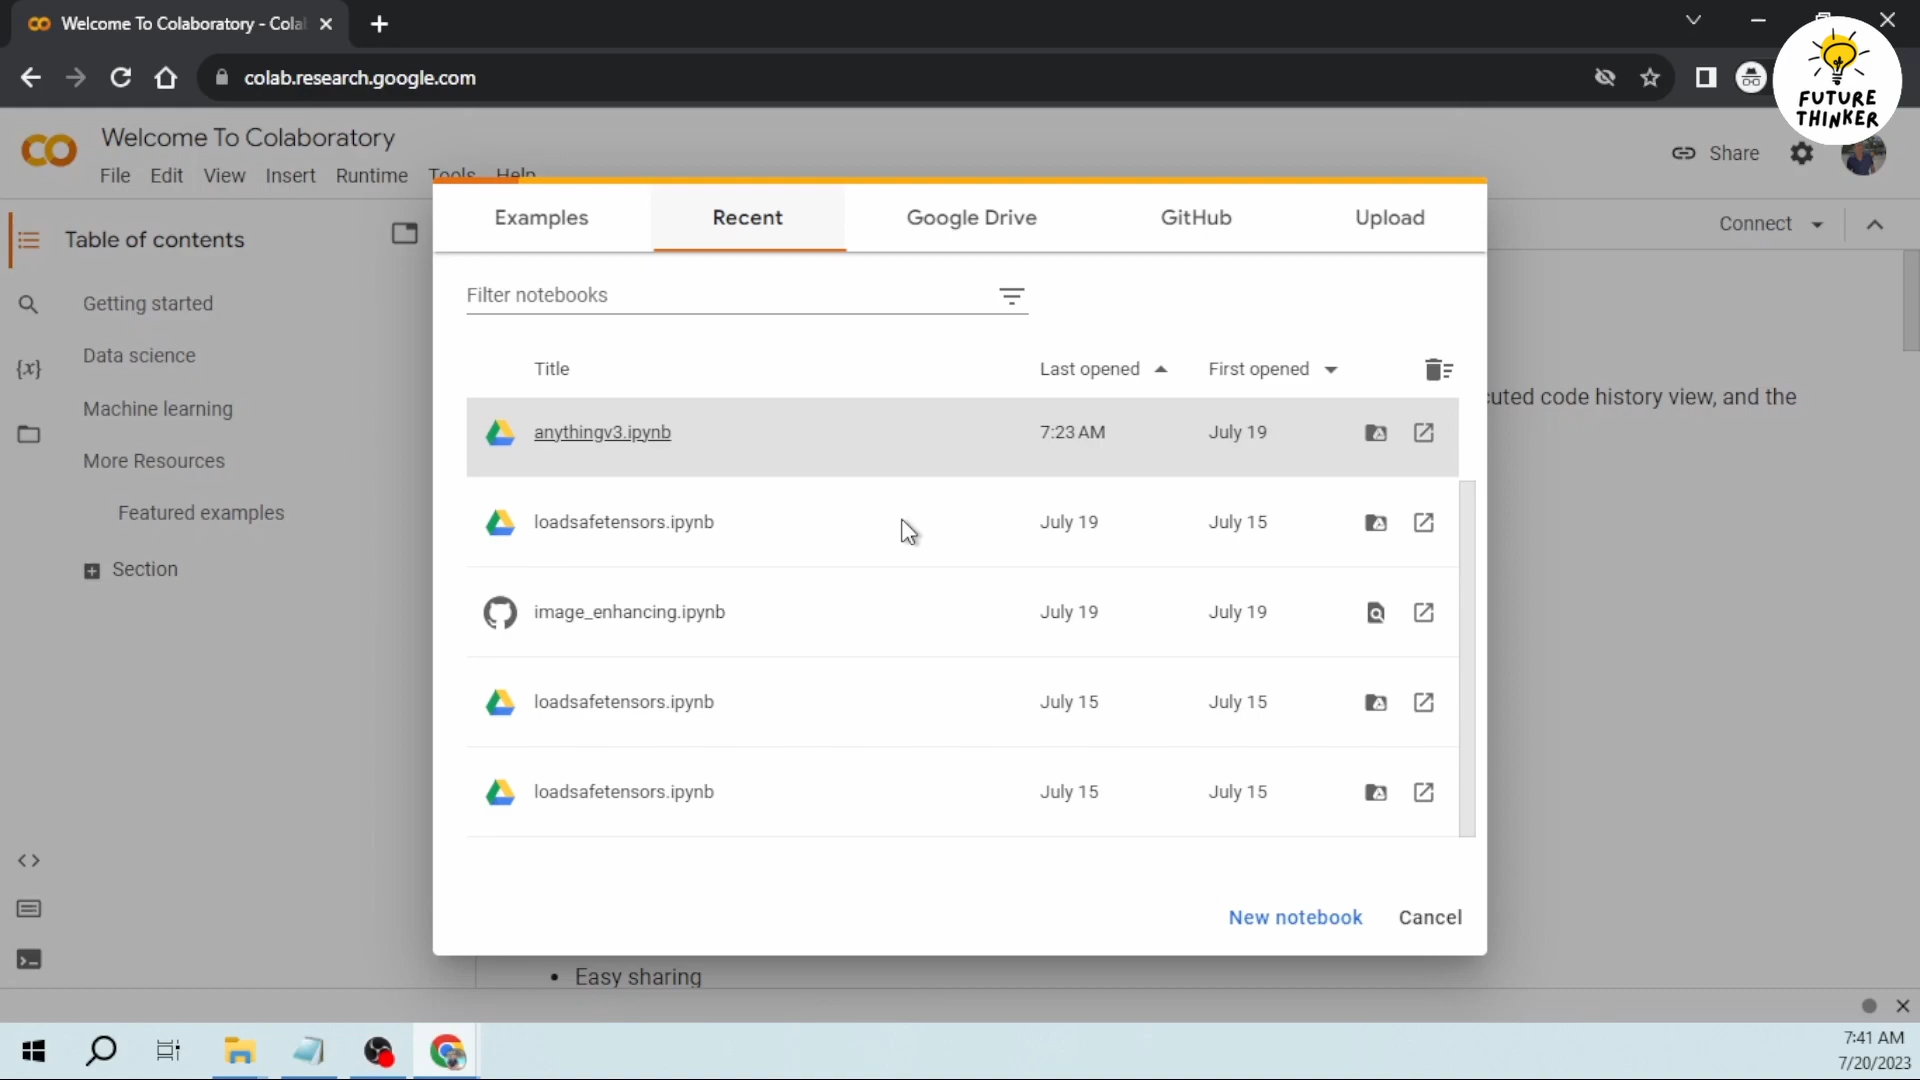 Welcome To Colaboratory - Cola
colab.research.google.com
FUTURE
THINKER
Welcome To Colaboratory
File Edit View Insert Runtime Tools Help
Share
Connect
Table of contents
Getting started
Data science
Machine learning
More Resources
Featured examples
Section
Examples Recent Google Drive GitHub Upload
Filter notebooks
Title Last opened First opened
anythingv3.ipynb 7:23 AM July 19
loadsafetensors.ipynb July 19 July 15
image_enhancing.ipynb July 19 July 19
loadsafetensors.ipynb July 15 July 15
loadsafetensors.ipynb July 15 July 15
New notebook Cancel
cuted code history view, and the
• Easy sharing
7:41 AM
7/20/2023